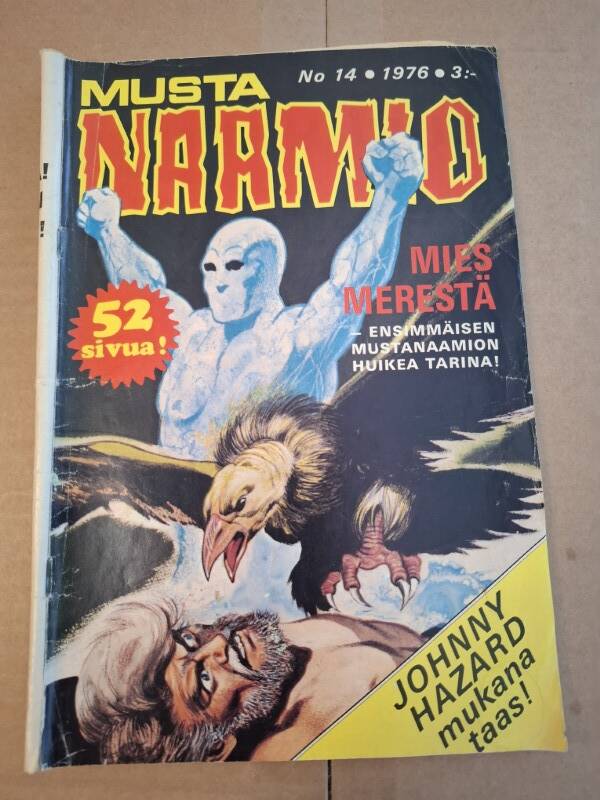 No 14 • 1976 • 3:-
MUSTA
NAAMIO
MIES
MERESTÄ
– ENSIMMÄISEN
MUSTANAAMION
HUIKEA TARINA!
52
sivua!
JOHNNY
HAZARD
mukana
taas!